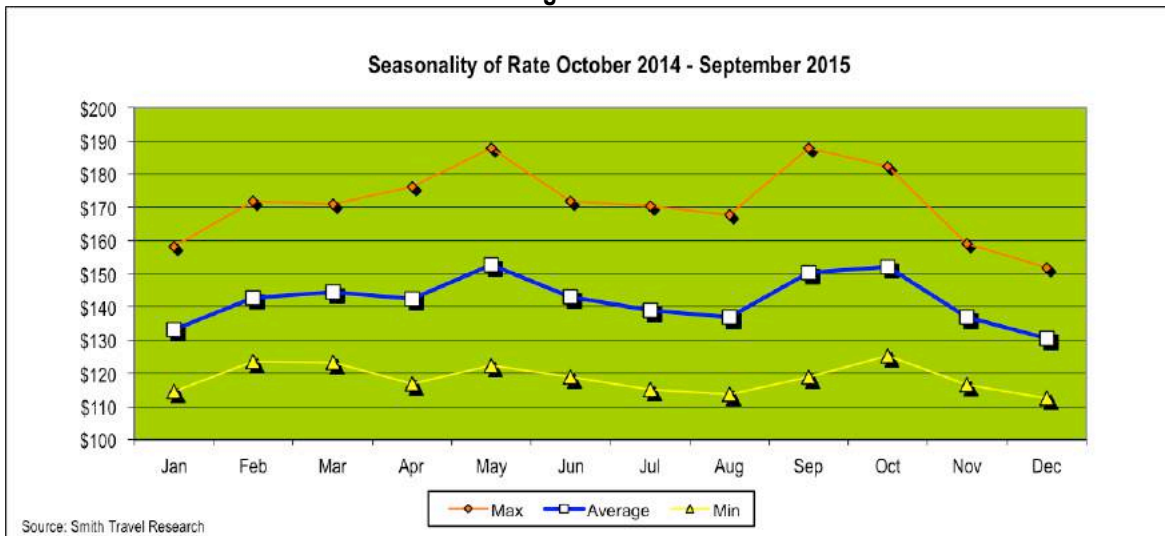 Seasonality of Rate October 2014 - September 2015
$200
$190
$180
$170
$160
$150
$140
$130
$120
$110
$100
Jan Feb Mar Apr May Jun Jul Aug Sep Oct Nov Dec
Max Average Min
Source: Smith Travel Research